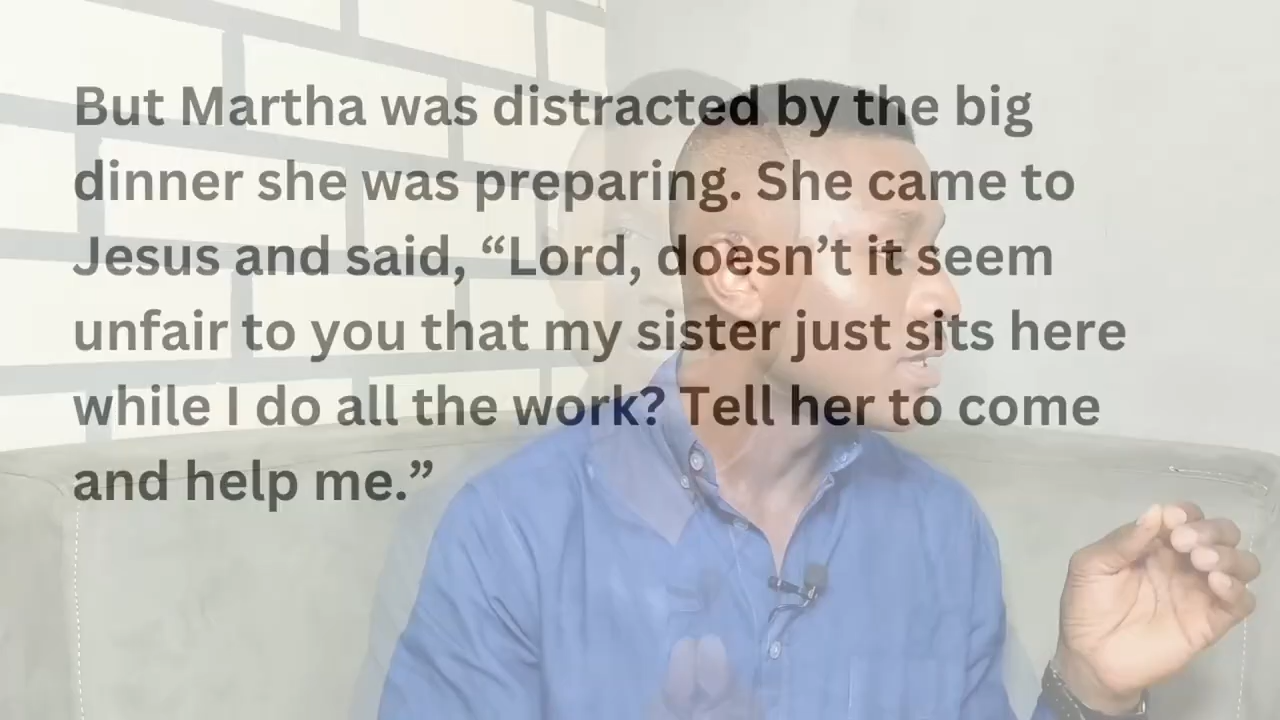 But Martha was distracted by the big
dinner she was preparing. She came to
Jesus and said, “Lord, doesn’t it seem
unfair to you that my sister just sits here
while I do all the work? Tell her to come
and help me.”